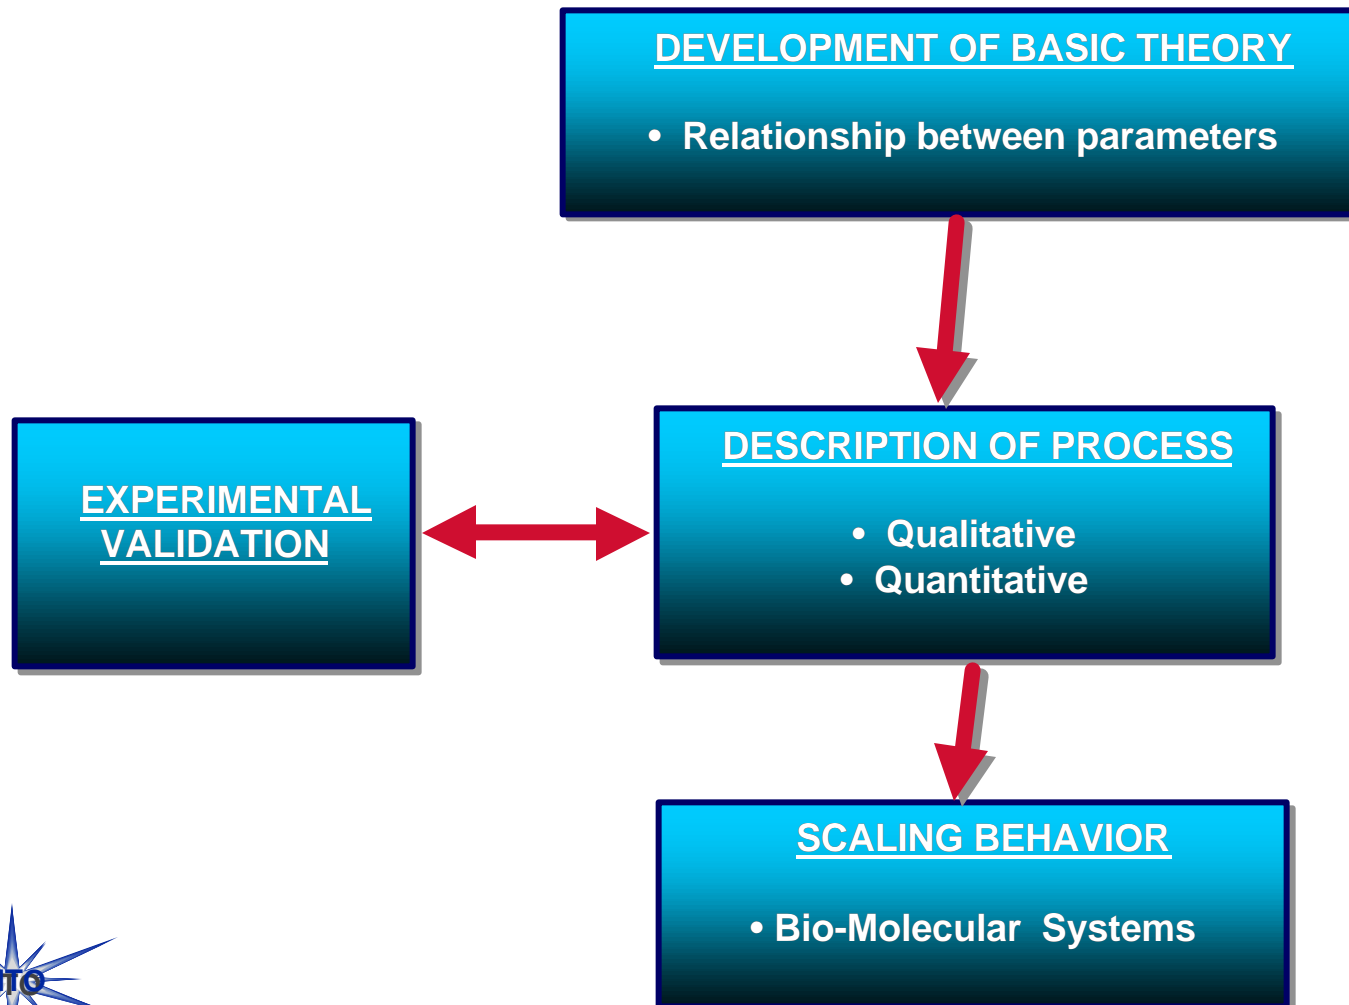 DEVELOPMENT OF BASIC THEORY
• Relationship between parameters
EXPERIMENTAL
VALIDATION
DESCRIPTION OF PROCESS
• Qualitative
• Quantitative
SCALING BEHAVIOR
• Bio-Molecular Systems